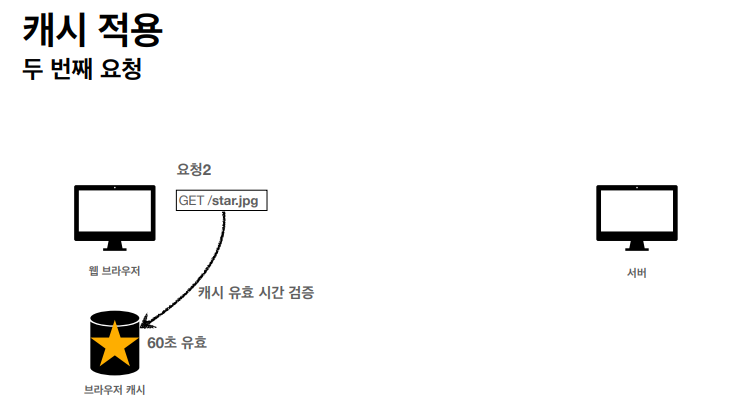 캐시 적용
두 번째 요청
요청2
GET /star.jpg
웹 브라우저
서버
캐시 유효 시간 검증
60초 유효
브라우저 캐시